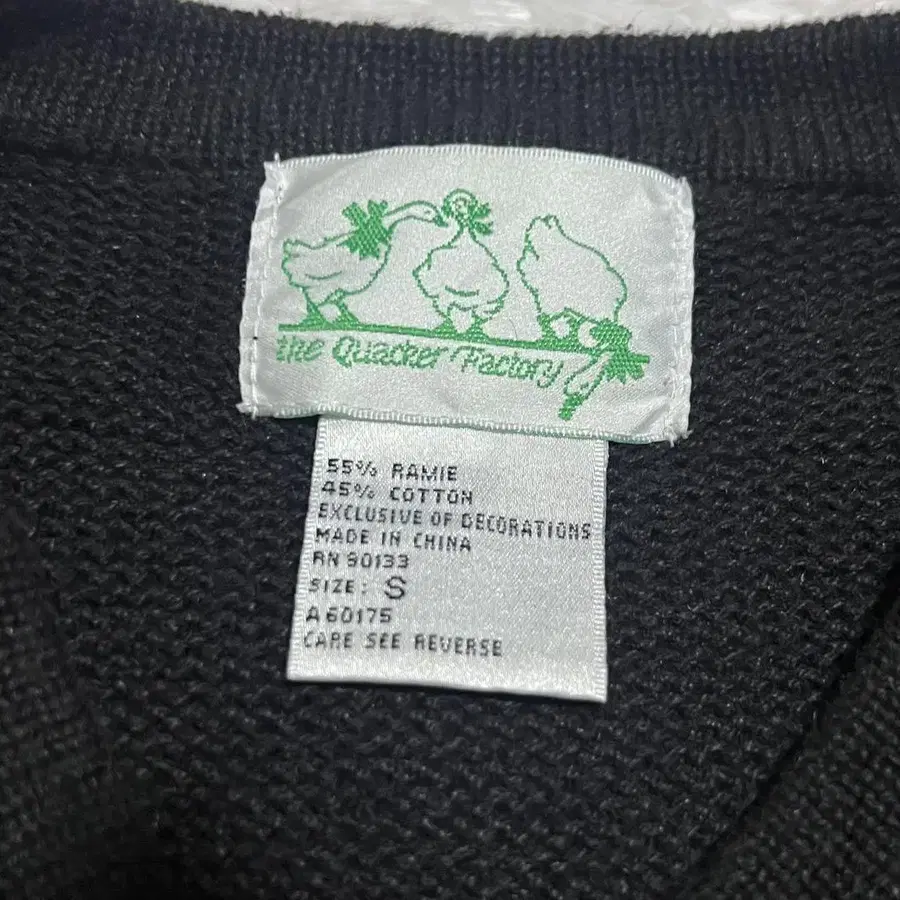 the Quacker Factory
55% RAMIE
45% COTTON
EXCLUSIVE OF DECORATIONS
MADE IN CHINA
RN 90133
SIZE: S
A60175
CARE SEE REVERSE